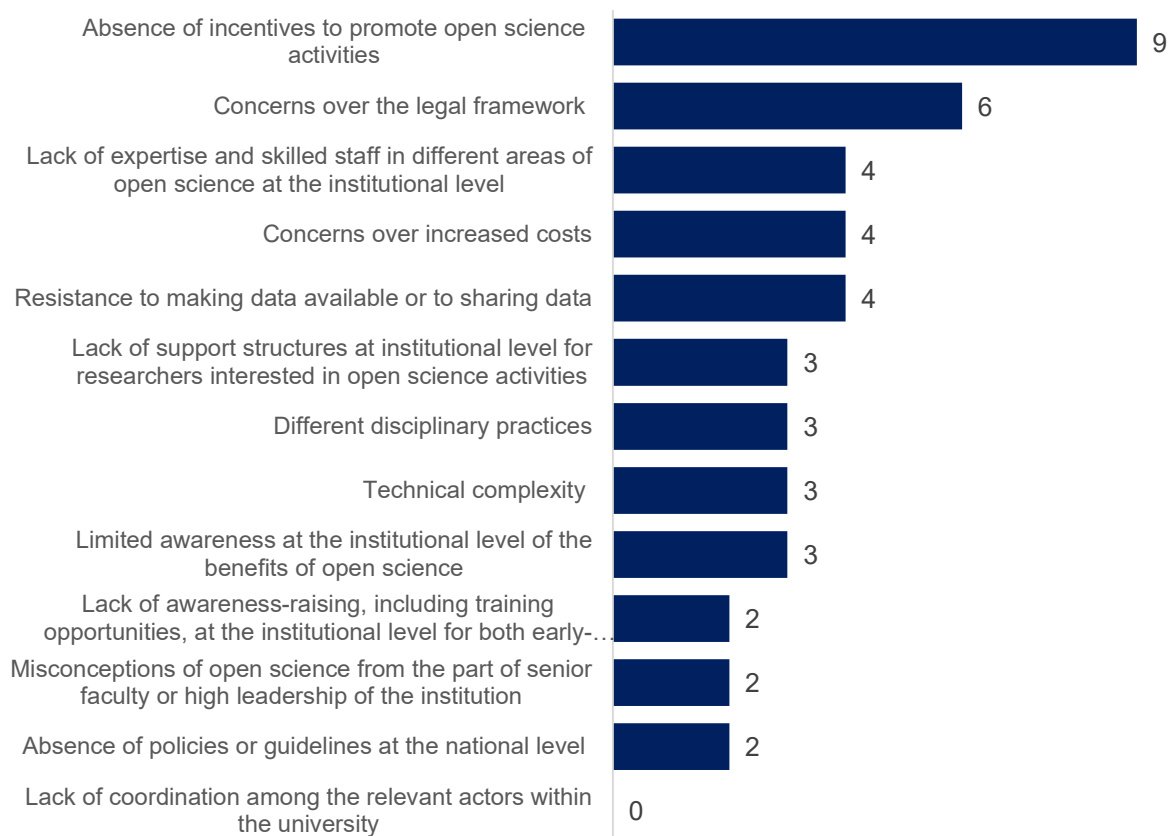 Absence of incentives to promote open science
activities
9
Concerns over the legal framework
6
Lack of expertise and skilled staff in different areas of
open science at the institutional level
4
Concerns over increased costs
4
Resistance to making data available or to sharing data
4
Lack of support structures at institutional level for
researchers interested in open science activities
3
Different disciplinary practices
3
Technical complexity
3
Limited awareness at the institutional level of the
benefits of open science
3
Lack of awareness-raising, including training
opportunities, at the institutional level for both early-…
2
Misconceptions of open science from the part of senior
faculty or high leadership of the institution
2
Absence of policies or guidelines at the national level
2
Lack of coordination among the relevant actors within
the university
0